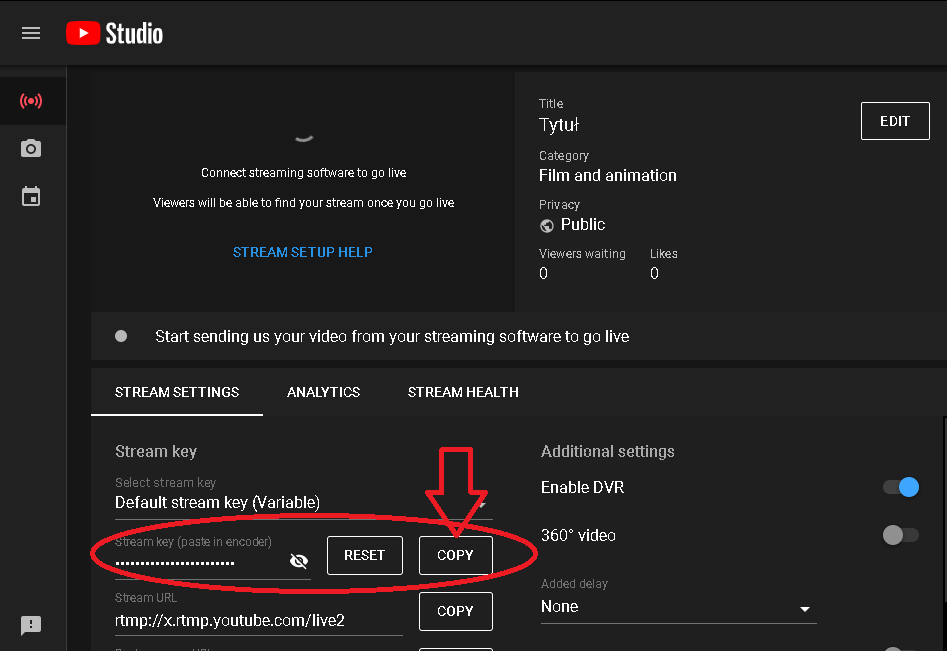 Studio
Connect streaming software to go live
Viewers will be able to find your stream once you go live
STREAM SETUP HELP
Title
Tytuł
EDIT
Category
Film and animation
Privacy
Public
Viewers waiting Likes
0 0
Start sending us your video from your streaming software to go live
STREAM SETTINGS ANALYTICS STREAM HEALTH
Stream key
Select stream key
Default stream key (Variable)
Stream key (paste in encoder)
•••••••••••••••••••••••• RESET COPY
Stream URL
rtmp://x.rtmp.youtube.com/live2 COPY
Additional settings
Enable DVR
360° video
Added delay
None